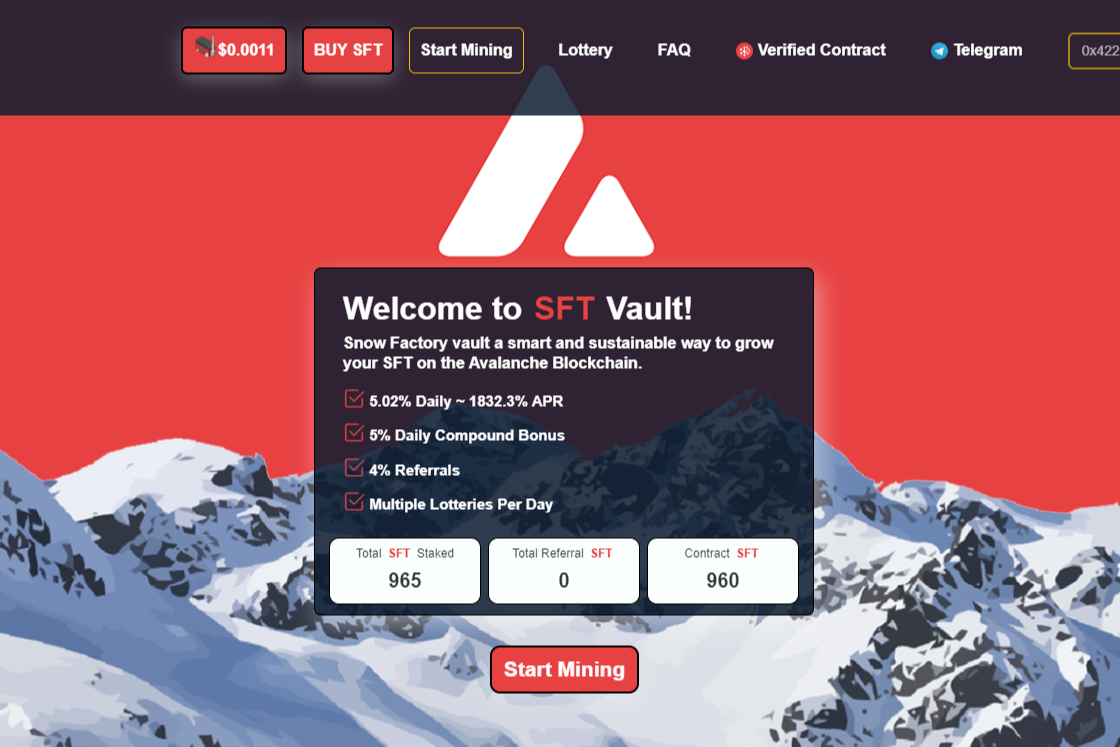 $0.0011 BUY SFT Start Mining Lottery FAQ Verified Contract Telegram 0x422
Welcome to SFT Vault!
Snow Factory vault a smart and sustainable way to grow
your SFT on the Avalanche Blockchain.
5.02% Daily ~ 1832.3% APR
5% Daily Compound Bonus
4% Referrals
Multiple Lotteries Per Day
Total SFT Staked Total Referral SFT Contract SFT
965 0 960
Start Mining